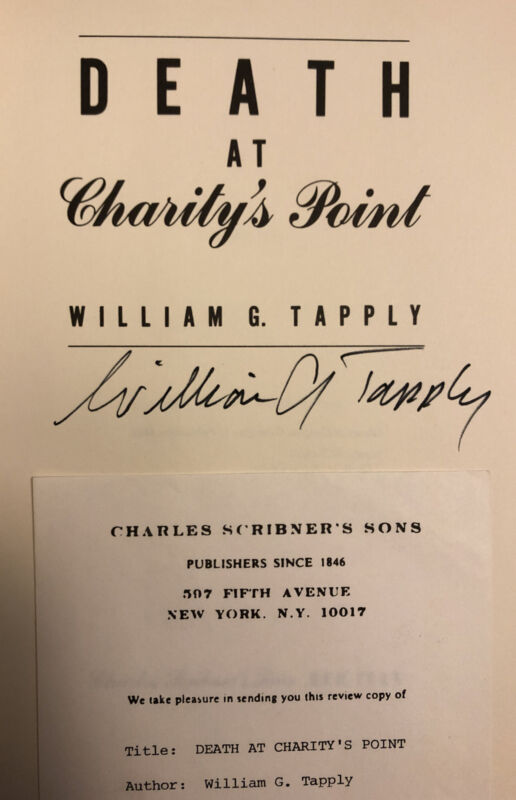 DEATH
AT
Charity's Point
WILLIAM G. TAPPLY
William G Tapply
CHARLES SCRIBNER'S SONS
PUBLISHERS SINCE 1846
597 FIFTH AVENUE
NEW YORK. N.Y. 10017
We take pleasure in sending you this review copy of
Title: DEATH AT CHARITY'S POINT
Author: William G. Tapply